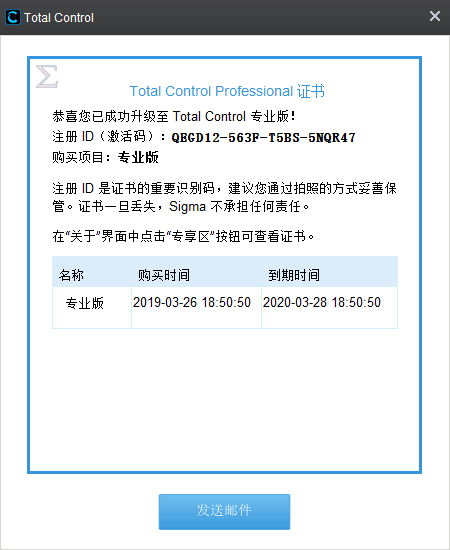 Total Control
Total Control Professional 证书
恭喜您已成功升级至 Total Control 专业版！
注册 ID（激活码）：QEGD12-563F-T5BS-5NQR47
购买项目：专业版
注册 ID 是证书的重要识别码，建议您通过拍照的方式妥善保
管。证书一旦丢失，Sigma 不承担任何责任。
在“关于”界面中点击“专享区”按钮可查看证书。
名称 购买时间 到期时间
专业版 2019-03-26 18:50:50 2020-03-28 18:50:50
发送邮件